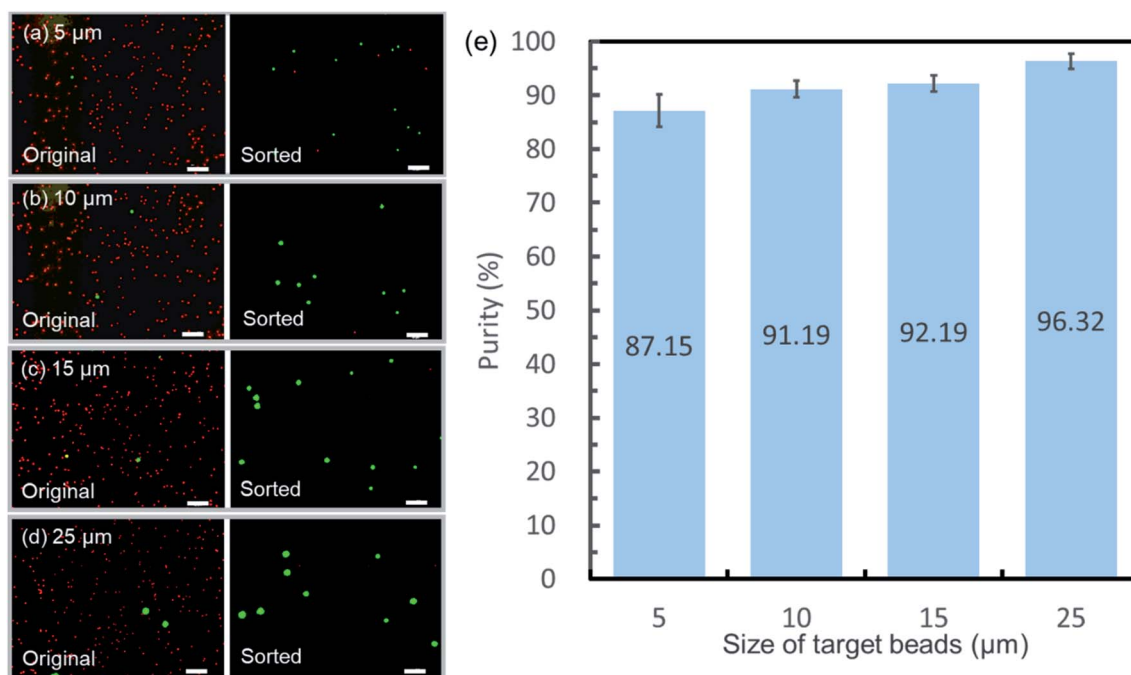 (a) 5 μm
Original
Sorted
(b) 10 μm
Original
Sorted
(c) 15 μm
Original
Sorted
(d) 25 μm
Original
Sorted
(e)
Purity (%)
100
90
80
70
60
50
40
30
20
10
0
87.15
91.19
92.19
96.32
5
10
15
25
Size of target beads (μm)